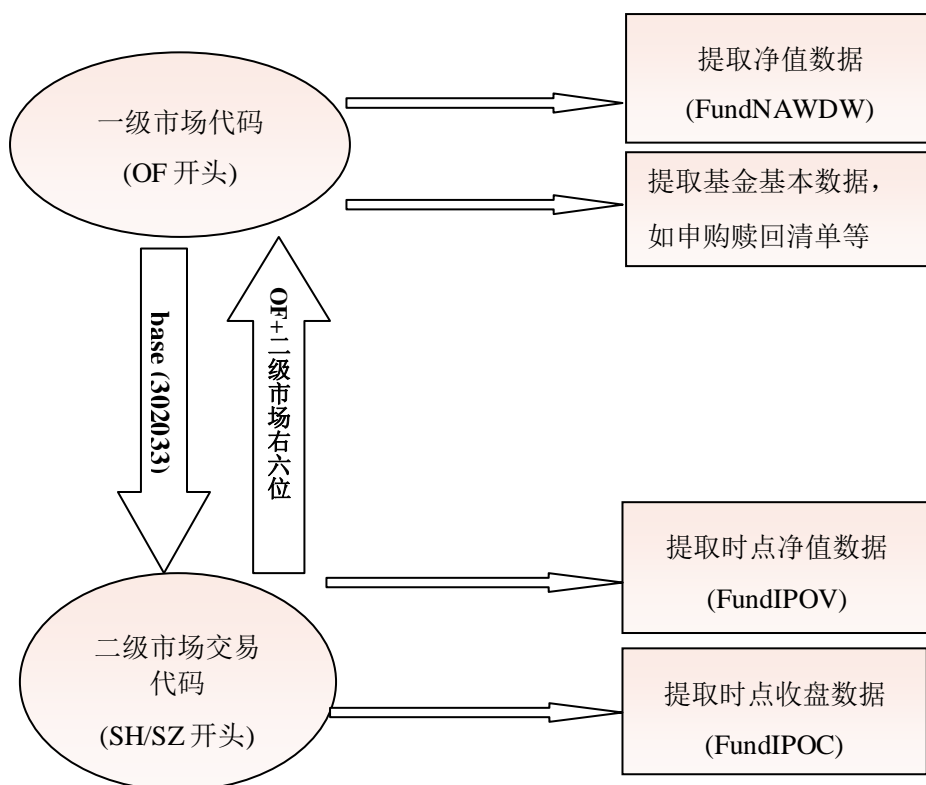 一级市场代码
(OF 开头)
提取净值数据
(FundNAWDW)
提取基金基本数据，
如申购赎回清单等
base (302033)
OF+二级市场右六位
二级市场交易
代码
(SH/SZ 开头)
提取时点净值数据
(FundIPOV)
提取时点收盘数据
(FundIPOC)